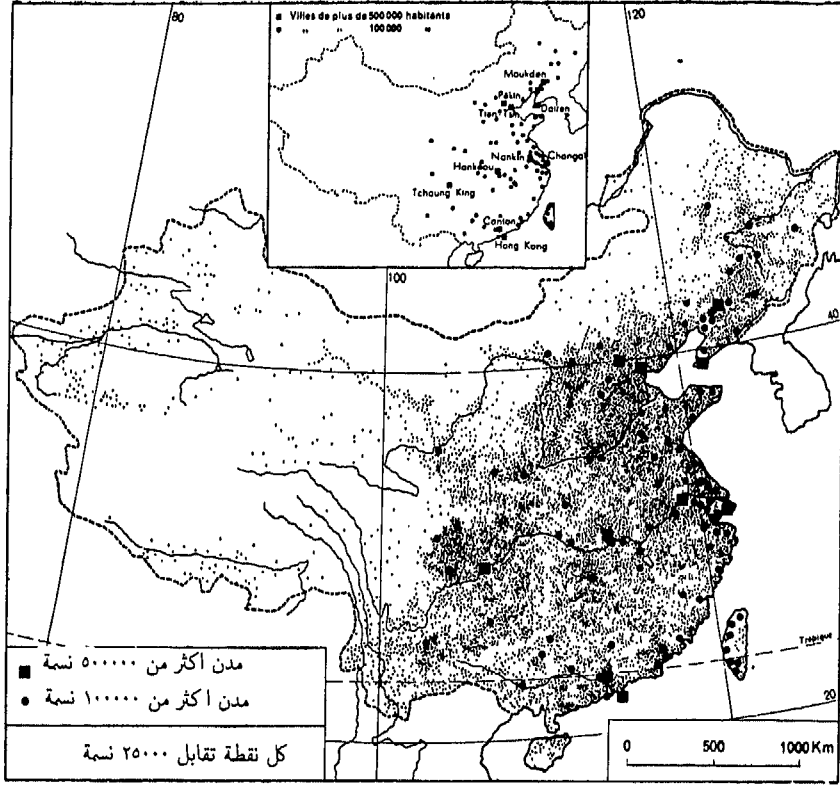 80
120
■ Villes de plus de 500 000 habitants
● " " 100 000 "
Moukden
Pékin
Tien Tsin
Dairen
Nankin
Changaï
Hankéou
Tchoung King
Canton
Hong Kong
100
40
Tropique
20
■ مدن اكثر من ٥٠٠٠٠٠ نسمة
● مدن اكثر من ١٠٠٠٠٠ نسمة
كل نقطة تقابل ٢٥٠٠٠ نسمة
0 500 1000 Km